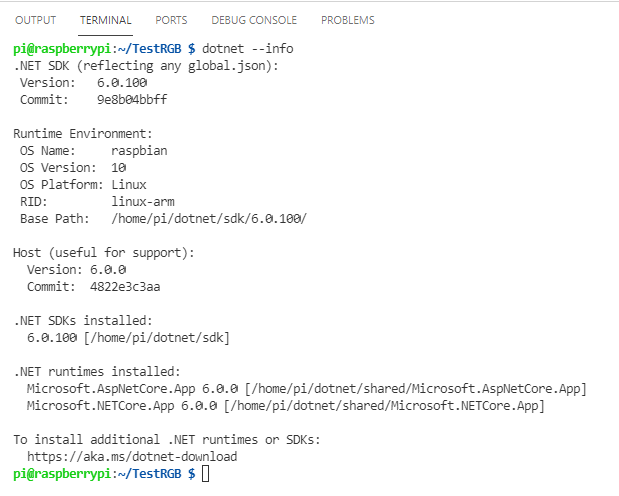 OUTPUT TERMINAL PORTS DEBUG CONSOLE PROBLEMS
pi@raspberrypi:~/TestRGB $ dotnet --info
.NET SDK (reflecting any global.json):
 Version:   6.0.100
 Commit:    9e8b04bbff

Runtime Environment:
 OS Name:     raspbian
 OS Version:  10
 OS Platform: Linux
 RID:         linux-arm
 Base Path:   /home/pi/dotnet/sdk/6.0.100/

Host (useful for support):
  Version: 6.0.0
  Commit:  4822e3c3aa

.NET SDKs installed:
  6.0.100 [/home/pi/dotnet/sdk]

.NET runtimes installed:
  Microsoft.AspNetCore.App 6.0.0 [/home/pi/dotnet/shared/Microsoft.AspNetCore.App]
  Microsoft.NETCore.App 6.0.0 [/home/pi/dotnet/shared/Microsoft.NETCore.App]

To install additional .NET runtimes or SDKs:
  https://aka.ms/dotnet-download
pi@raspberrypi:~/TestRGB $